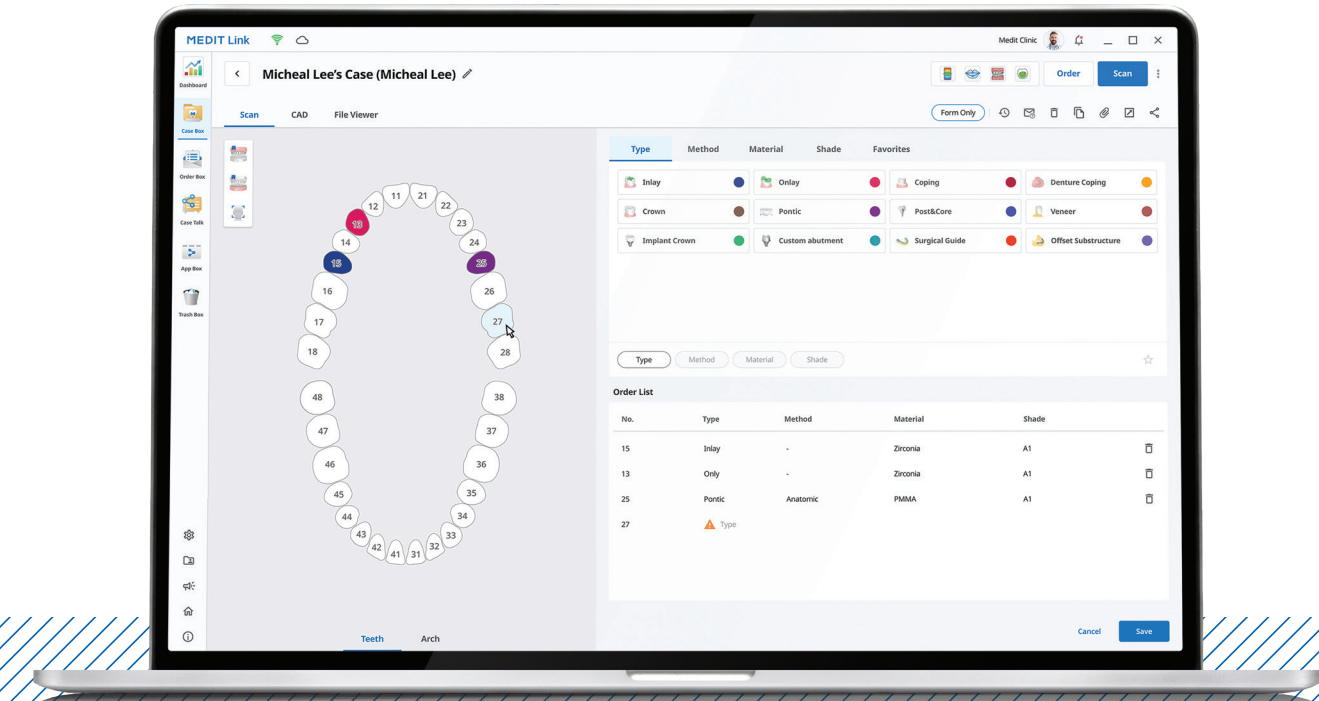 MEDIT Link
Medit Clinic
Dashboard
Micheal Lee's Case (Micheal Lee)
Order
Scan
Case Box
Scan CAD File Viewer
Form Only
Order Box
Case Talk
App Box
Trash Box
11 21
12 22
13 23
14 24
15 25
16 26
17 27
18 28
48 38
47 37
46 36
45 35
44 34
43 33
42 41 31 32
Teeth Arch
Type Method Material Shade Favorites
Inlay Onlay Coping Denture Coping
Crown Pontic Post&Core Veneer
Implant Crown Custom abutment Surgical Guide Offset Substructure
Type Method Material Shade
Order List
No. Type Method Material Shade
15 Inlay - Zirconia A1
13 Only - Zirconia A1
25 Pontic Anatomic PMMA A1
27 Type
Cancel Save